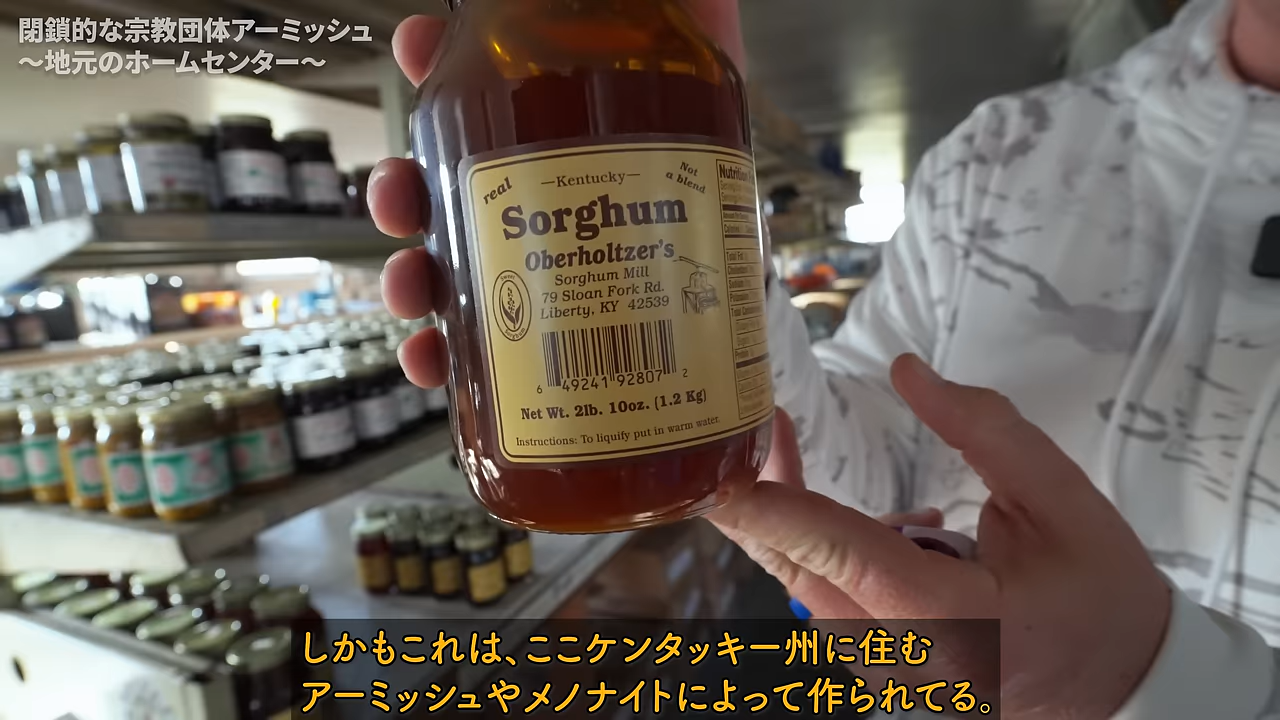 閉鎖的な宗教団体アーミッシュ
〜地元のホームセンター〜
real
—Kentucky—
Not
a blend
Sorghum
Oberholtzer's
Sorghum Mill
79 Sloan Fork Rd.
Liberty, KY 42539
6 49241 92807 2
Net Wt. 2lb. 10oz. (1.2 Kg)
Instructions: To liquify put in warm water.
Nutrition
しかもこれは、ここケンタッキー州に住む
アーミッシュやメノナイトによって作られてる。